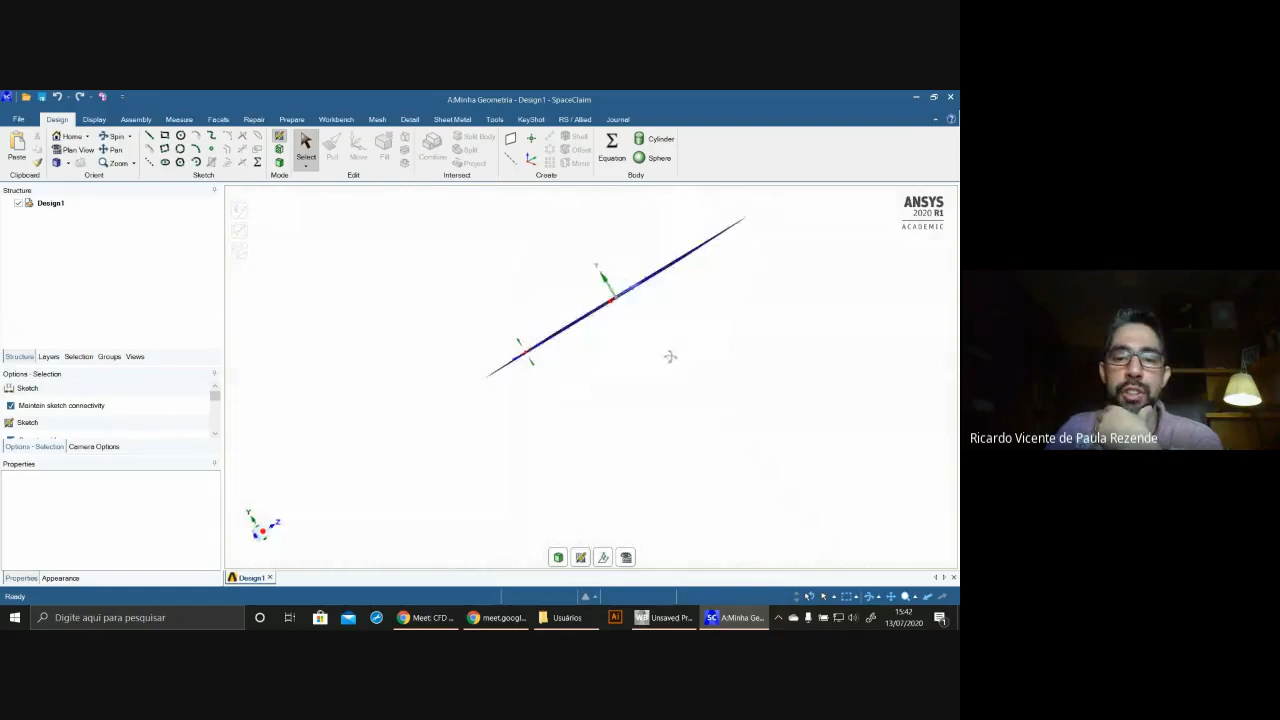 A:Minha Geometria - Design1 - SpaceClaim
File Design Display Assembly Measure Facets Repair Prepare Workbench Mesh Detail Sheet Metal Tools KeyShot RS / Allied Journal
Paste
Home Spin
Plan View Pan
Zoom
Select Pull Move Fill
Combine
Split Body
Split
Project
Shell
Offset
Mirror
Equation
Cylinder
Sphere
Clipboard Orient Sketch Mode Edit Intersect Create Body
Structure
Design1
ANSYS
2020 R1
ACADEMIC
Y
Structure Layers Selection Groups Views
Options - Selection
Sketch
Maintain sketch connectivity
Sketch
Options - Selection Camera Options
Properties
Y
Z
Properties Appearance
Design1
Ready
Digite aqui para pesquisar
Meet: CFD ...
meet.googl...
Usuários
Ai
WB Unsaved Pr...
SC A:Minha Ge...
15:42
13/07/2020
Ricardo Vicente de Paula Rezende